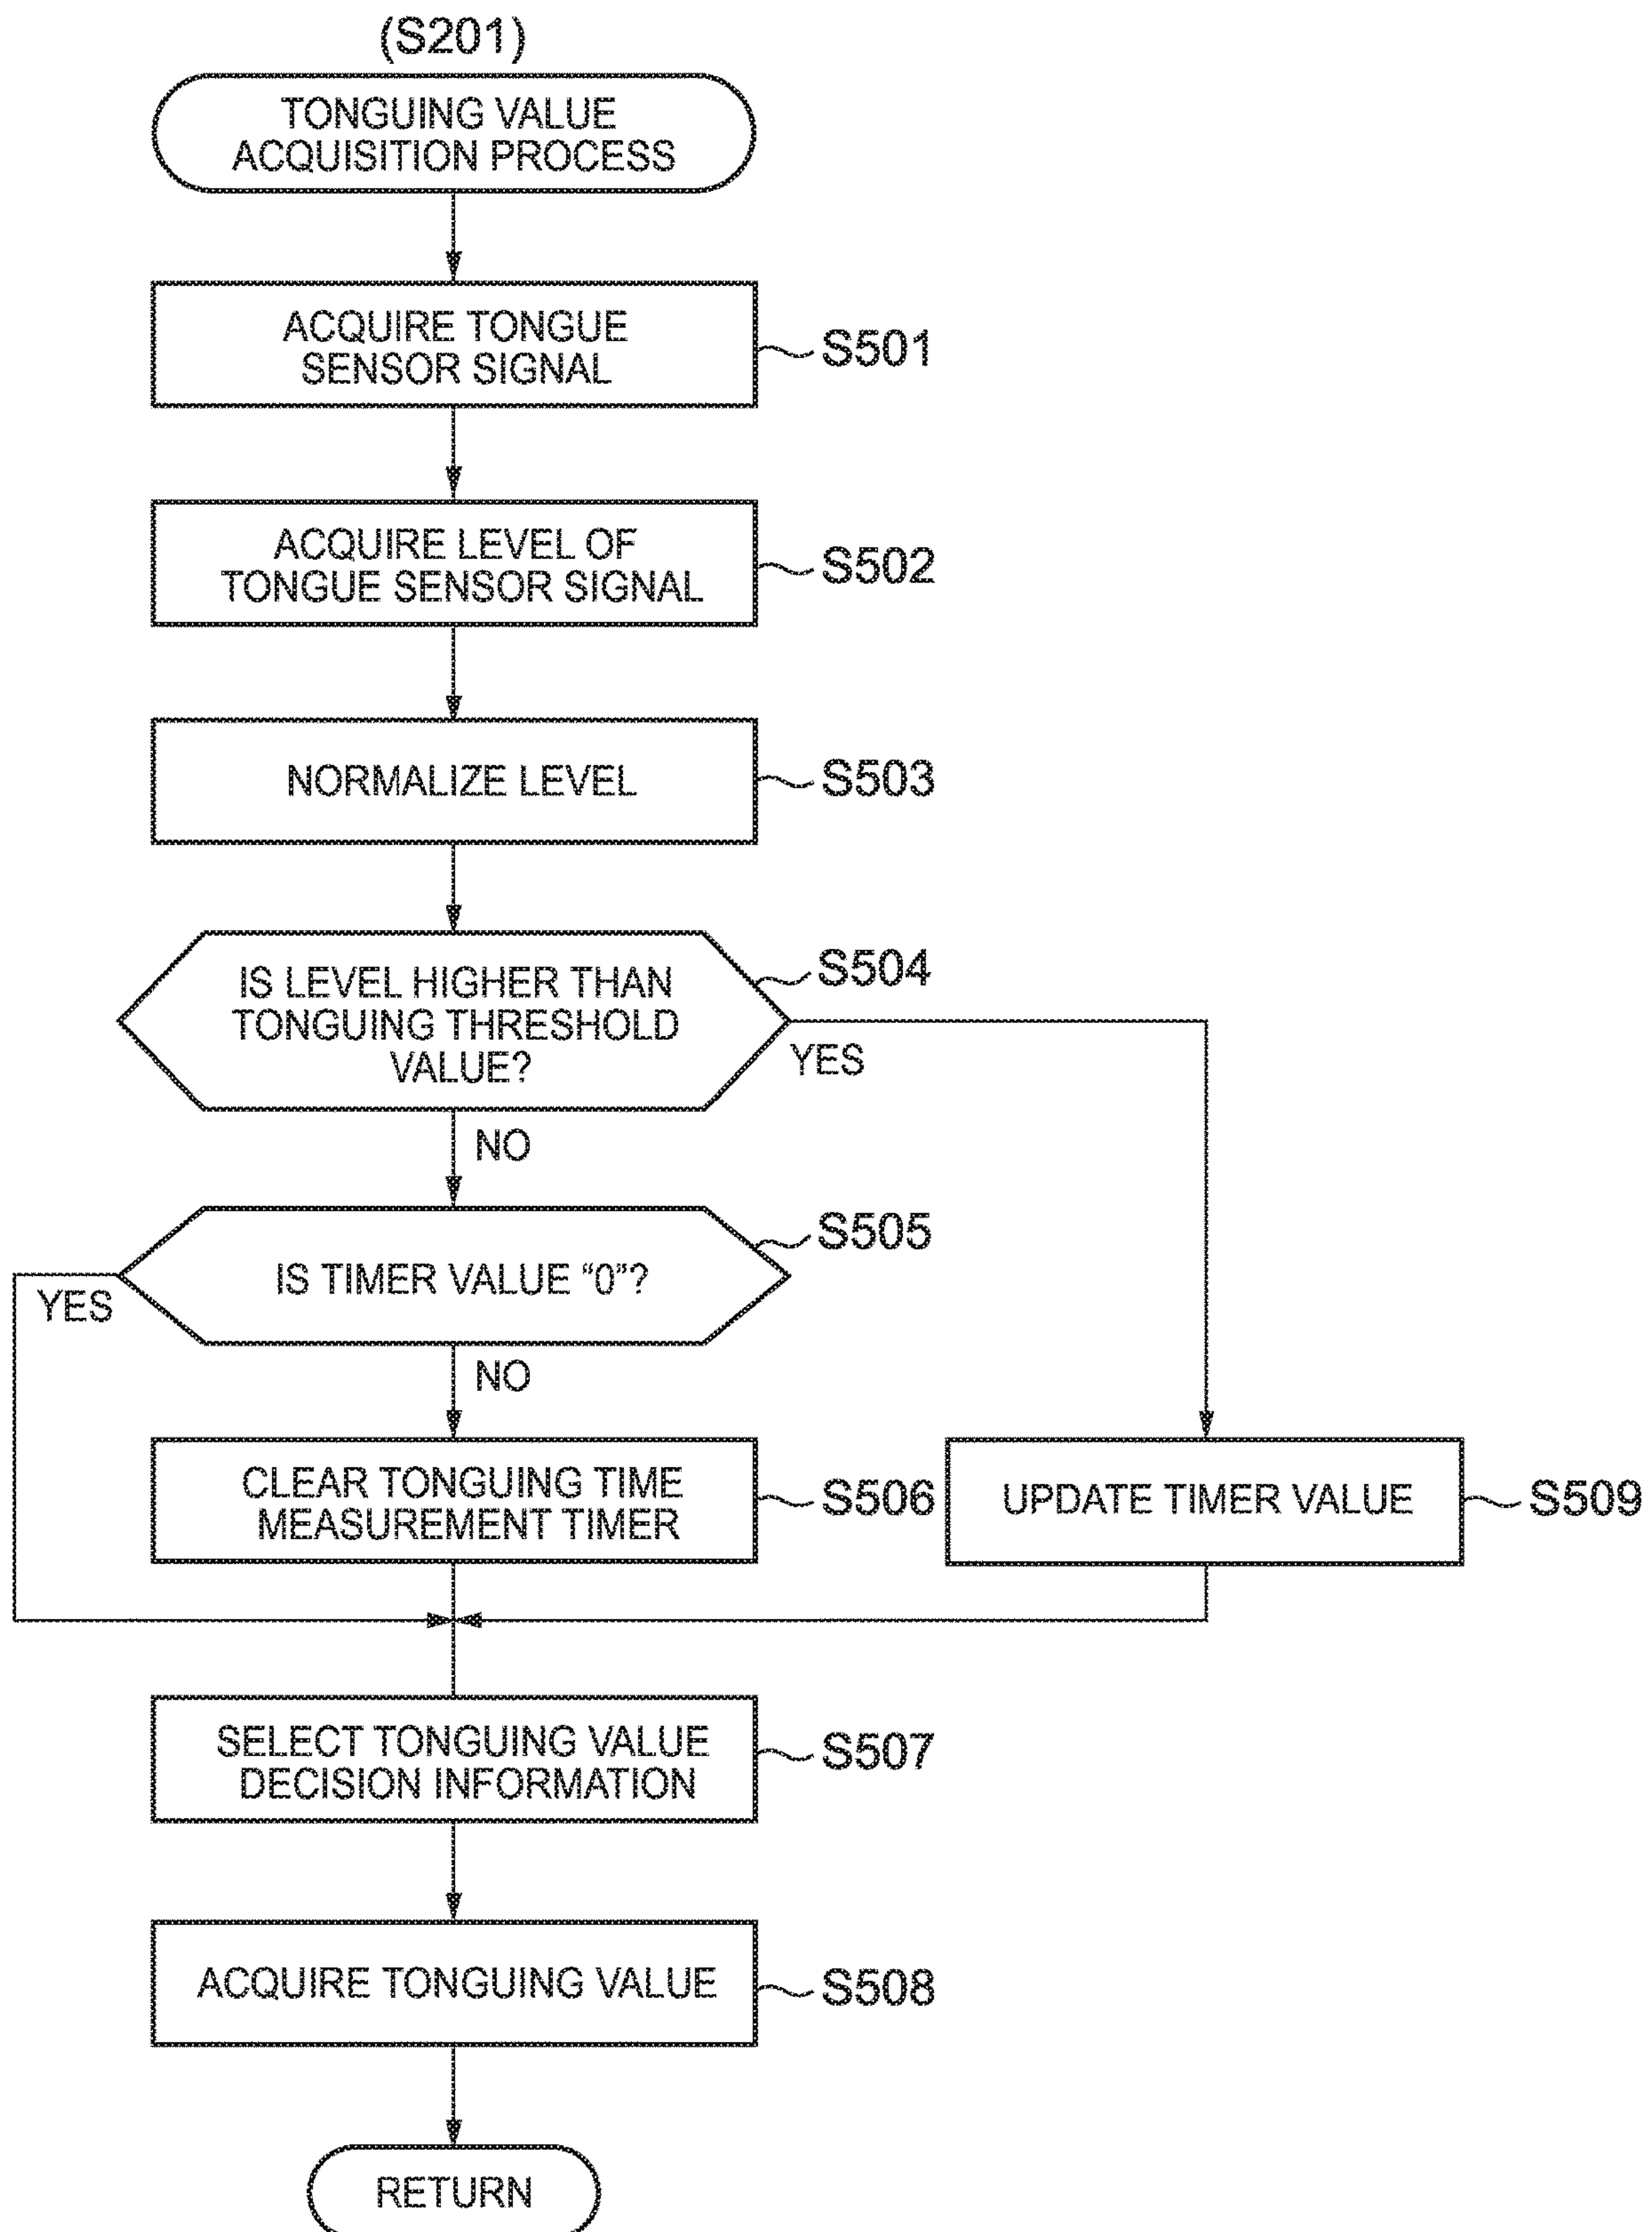 (S201)
TONGUING VALUE
ACQUISITION PROCESS
ACQUIRE TONGUE
SENSOR SIGNAL
S501
ACQUIRE LEVEL OF
TONGUE SENSOR SIGNAL
S502
NORMALIZE LEVEL
S503
IS LEVEL HIGHER THAN
TONGUING THRESHOLD
VALUE?
S504
YES
NO
IS TIMER VALUE “0”?
S505
YES
NO
CLEAR TONGUING TIME
MEASUREMENT TIMER
S506
UPDATE TIMER VALUE
S509
SELECT TONGUING VALUE
DECISION INFORMATION
S507
ACQUIRE TONGUING VALUE
S508
RETURN